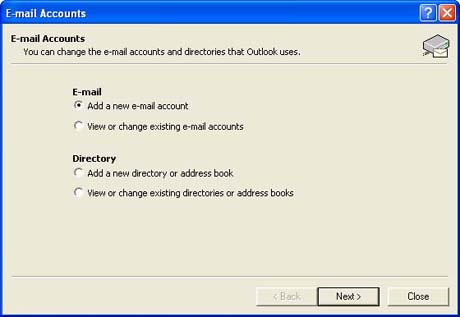 E-mail Accounts
E-mail Accounts
You can change the e-mail accounts and directories that Outlook uses.
E-mail
Add a new e-mail account
View or change existing e-mail accounts
Directory
Add a new directory or address book
View or change existing directories or address books
< Back
Next >
Close